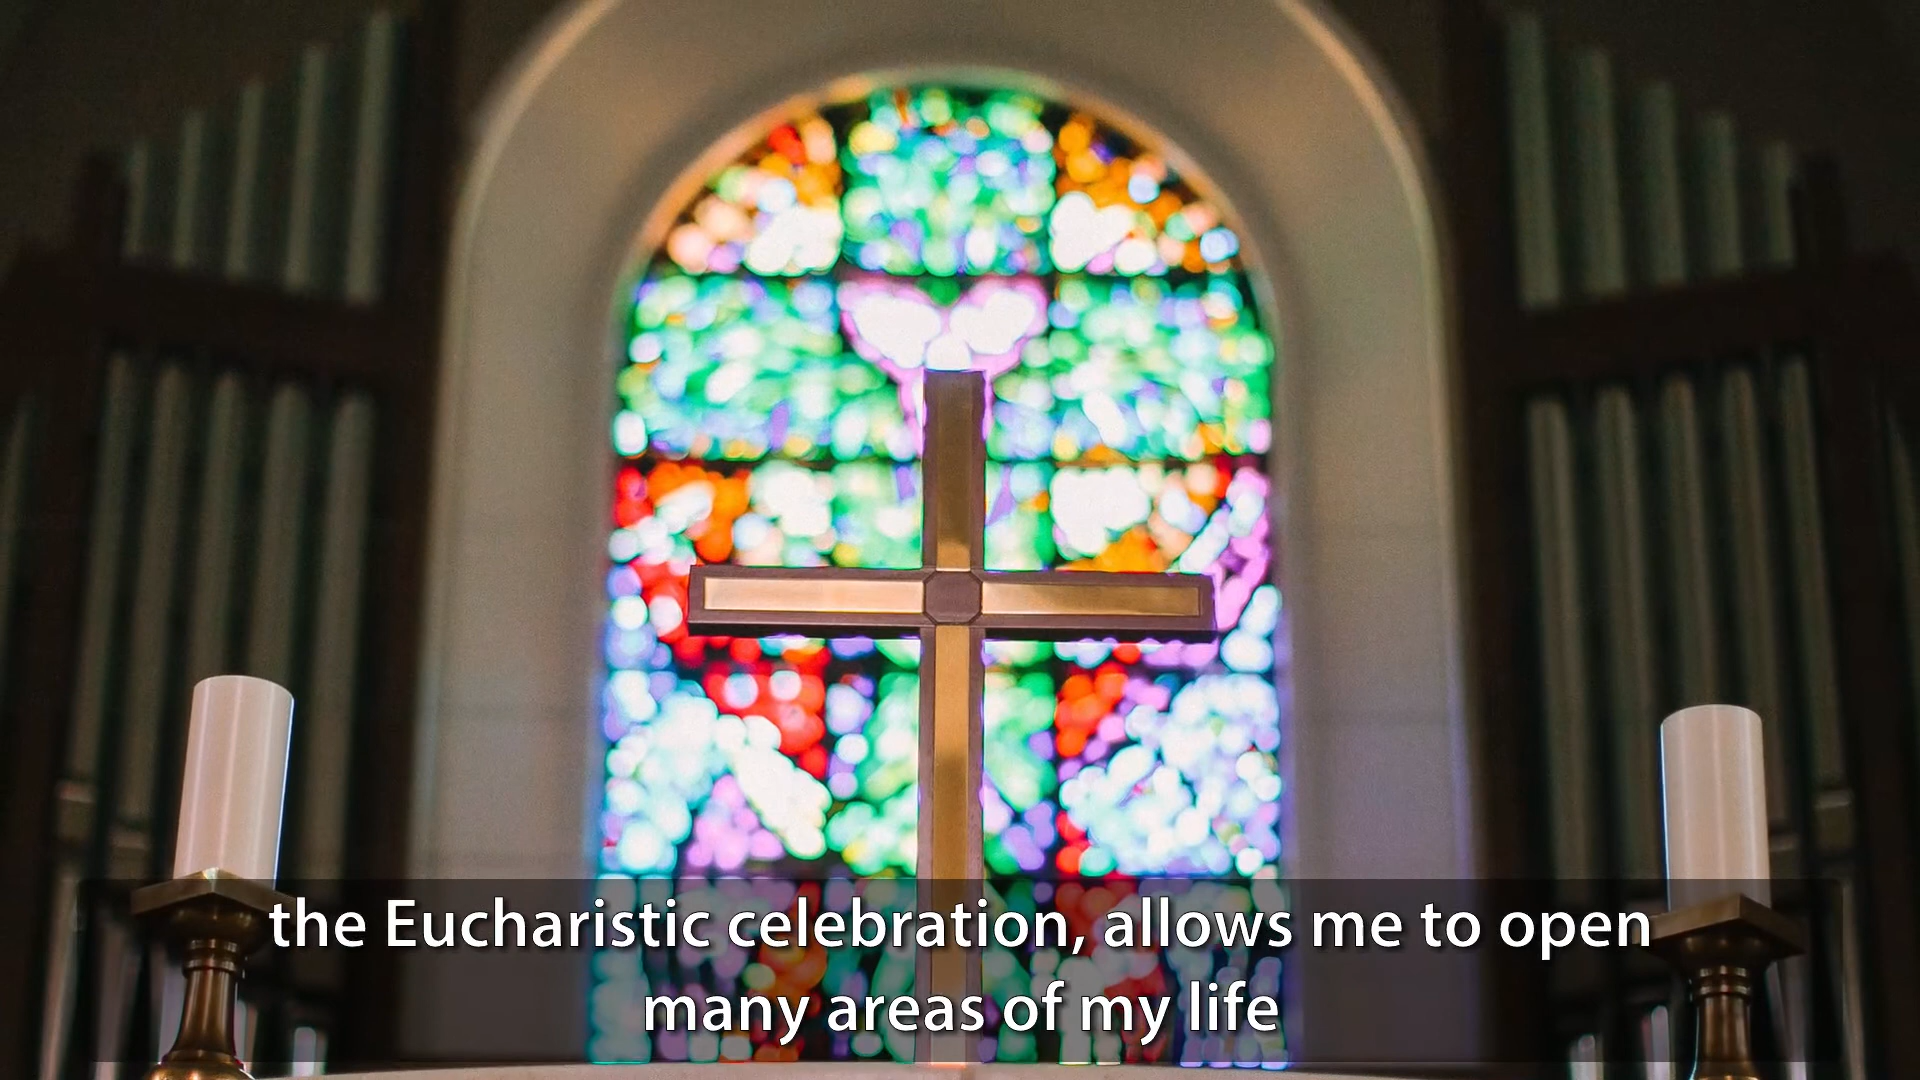 the Eucharistic celebration, allows me to open
many areas of my life